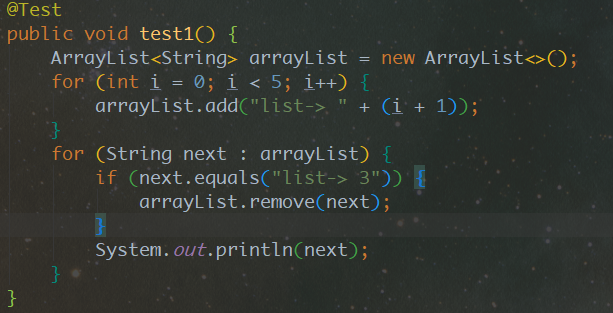 @Test
public void test1() {
    ArrayList<String> arrayList = new ArrayList<>();
    for (int i = 0; i < 5; i++) {
        arrayList.add("list-> " + (i + 1));
    }
    for (String next : arrayList) {
        if (next.equals("list-> 3")) {
            arrayList.remove(next);
        }
        System.out.println(next);
    }
}